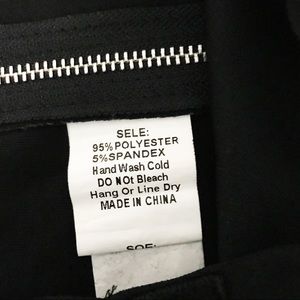 SELE:
95%POLYESTER
5%SPANDEX
Hand Wash Cold
DO NOt Bleach
Hang Or Line Dry
MADE IN CHINA